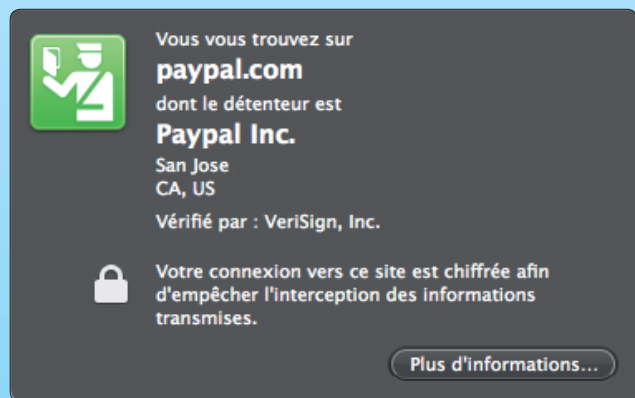 Vous vous trouvez sur
paypal.com
dont le détenteur est
Paypal Inc.
San Jose
CA, US
Vérifié par : VeriSign, Inc.
Votre connexion vers ce site est chiffrée afin
d'empêcher l'interception des informations
transmises.
Plus d'informations...